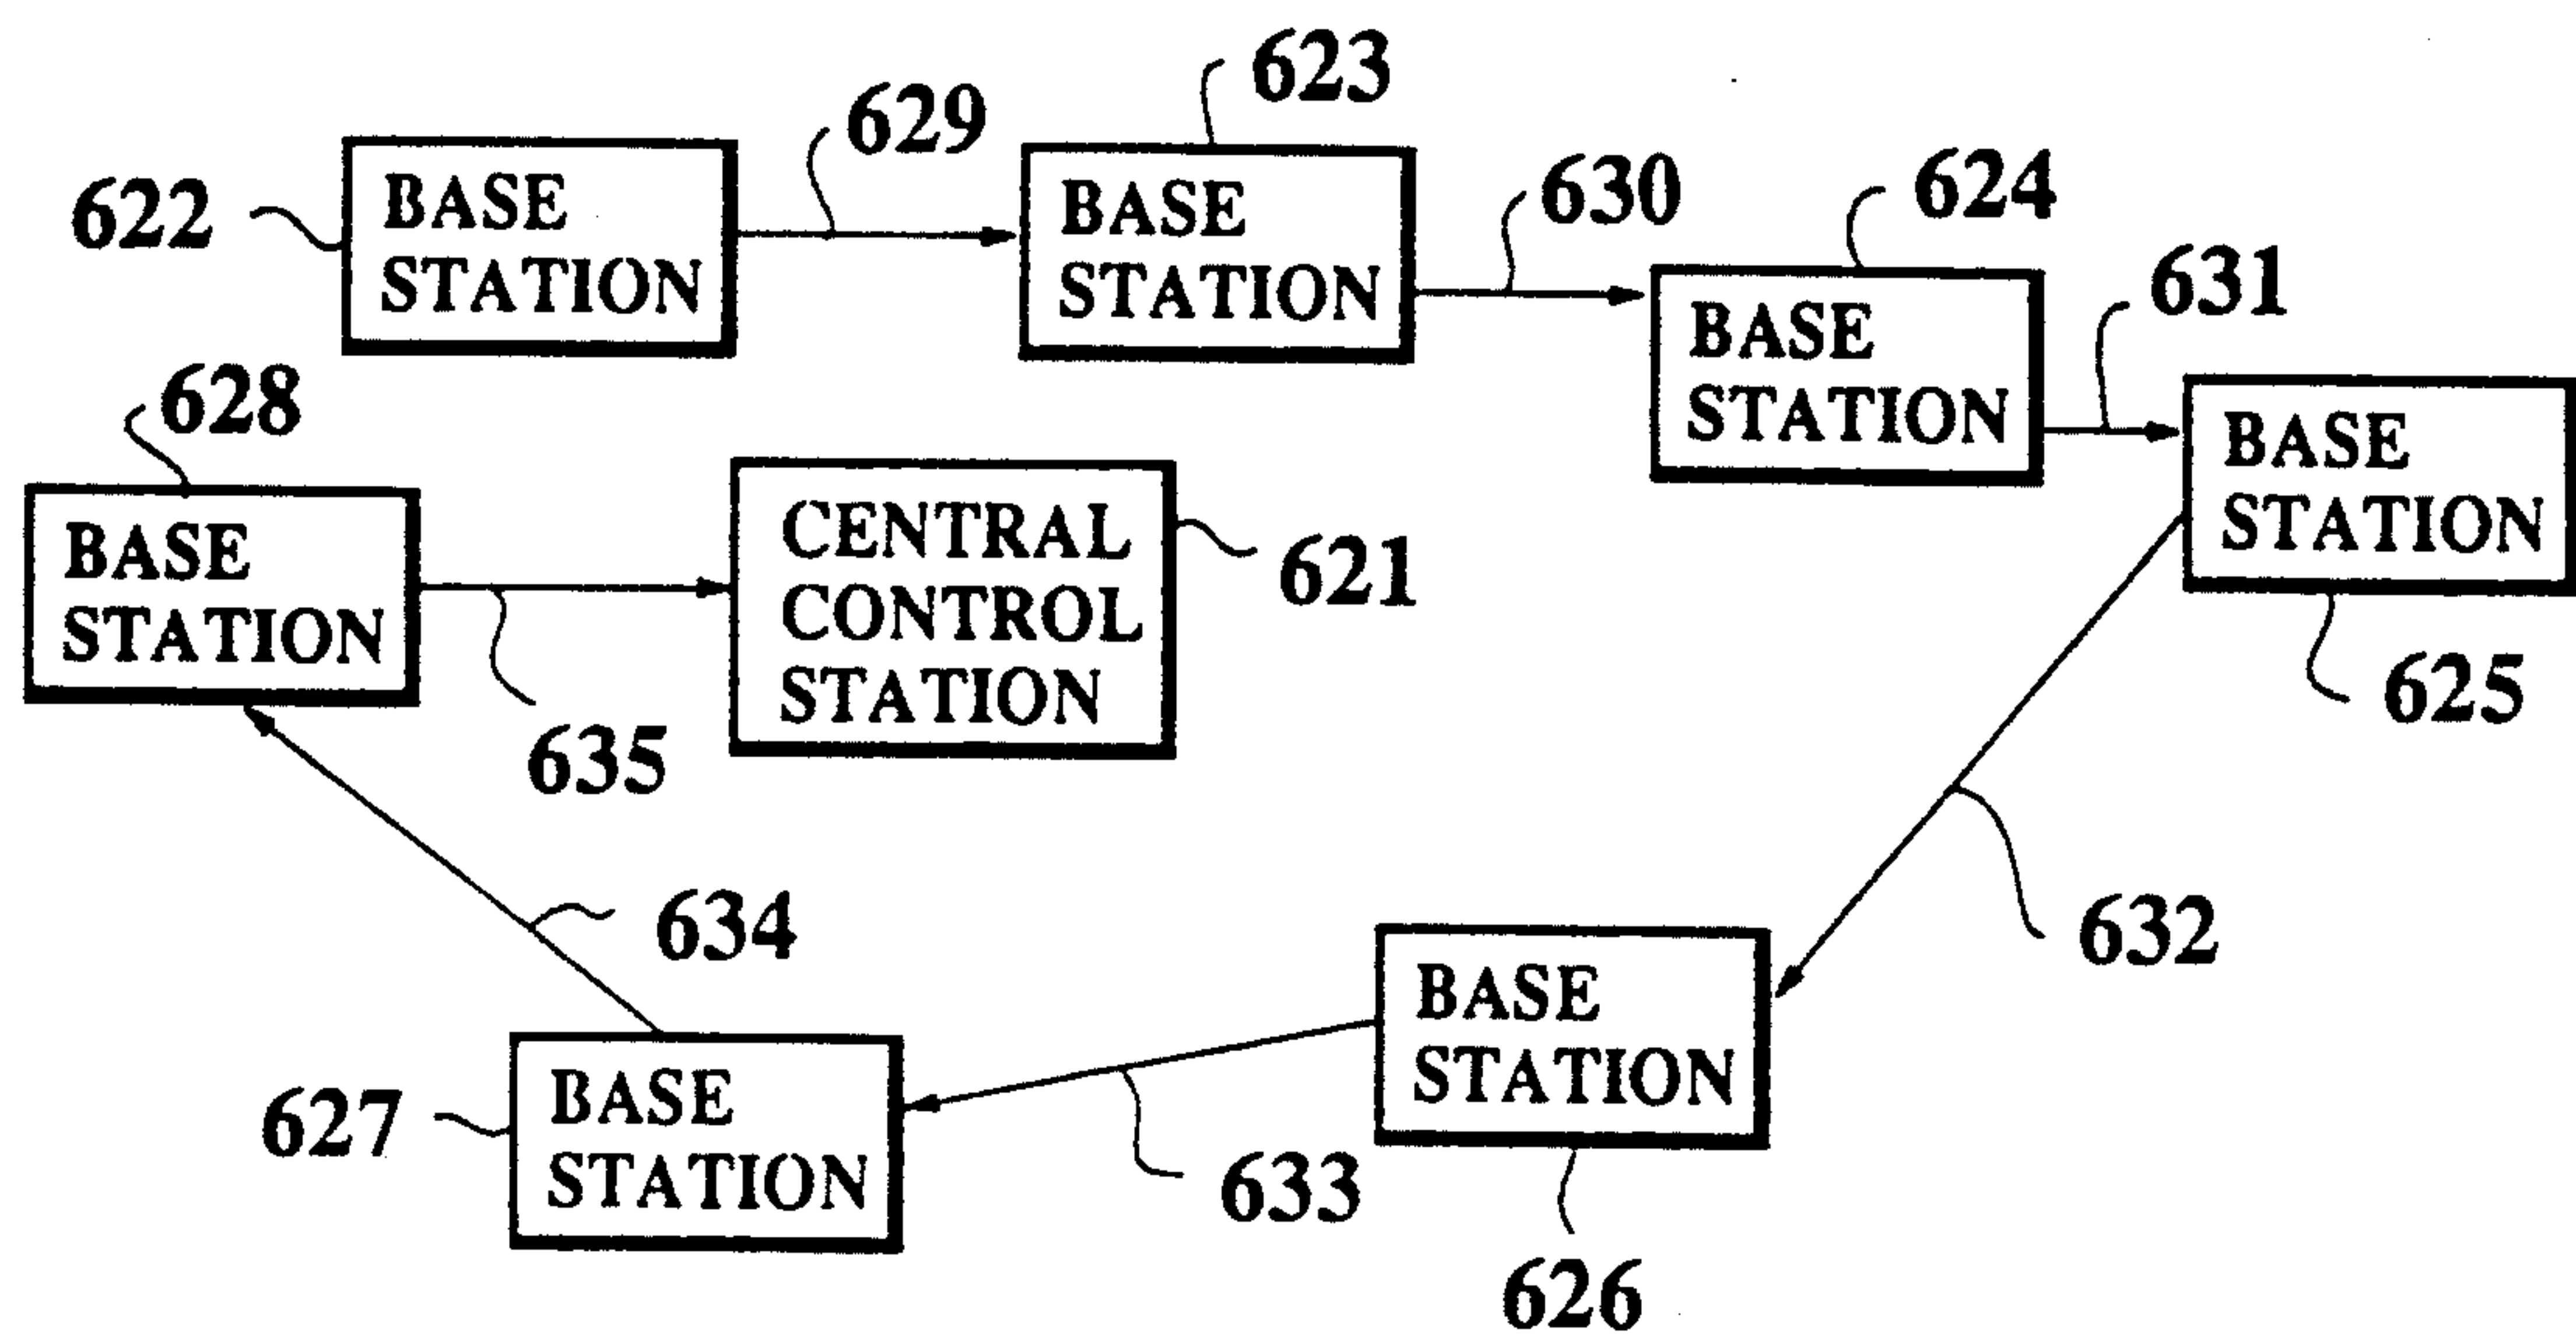 623
629
BASE
STATION
622
BASE
STATION
630
624
BASE
STATION
631
BASE
STATION
625
628
BASE
STATION
CENTRAL
CONTROL
STATION
621
635
632
634
BASE
STATION
626
633
BASE
STATION
627